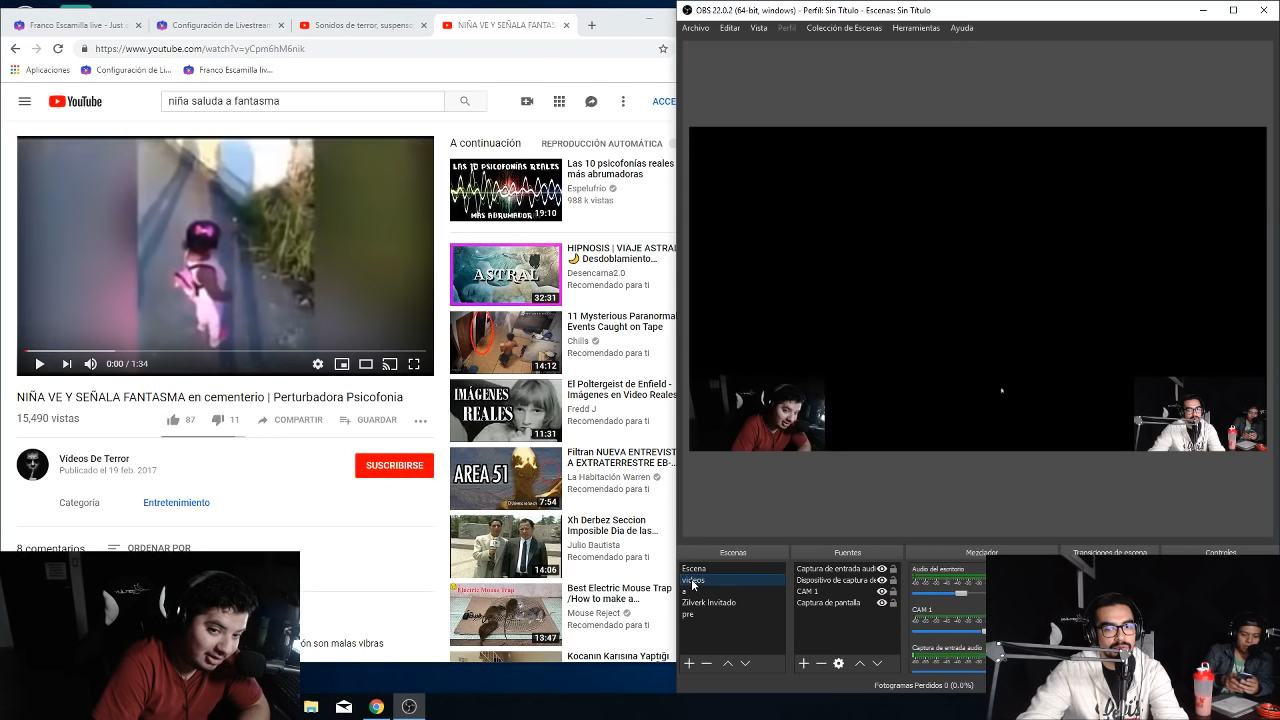 Franco Escamilla live - Just c
Configuración de Livestream
Sonidos de terror, suspenso
NIÑA VE Y SEÑALA FANTAS
https://www.youtube.com/watch?v=yCpm6hM6nik
Aplicaciones
Configuración de Li...
Franco Escamilla liv...
YouTube
niña saluda a fantasma
ACCE
0:00 / 1:34
NIÑA VE Y SEÑALA FANTASMA en cementerio | Perturbadora Psicofonia
15,490 vistas
87
11
COMPARTIR
GUARDAR
Vídeos De Terror
Publicado el 19 feb. 2017
SUSCRIBIRSE
Categoría
Entretenimiento
8 comentarios
ORDENAR POR
ón son malas vibras
A continuación
REPRODUCCIÓN AUTOMÁTICA
LAS 10 PSICOFONÍAS REALES
MÁS ABRUMADOR
19:10
Las 10 psicofonías reales
más abrumadoras
Espelufrío
988 k vistas
ASTRAL
32:31
HIPNOSIS | VIAJE ASTRAL
🌙 Desdoblamiento...
Desencarna2.0
Recomendado para ti
14:12
11 Mysterious Paranormal
Events Caught on Tape
Chills
Recomendado para ti
IMÁGENES
REALES
11:31
El Poltergeist de Enfield -
Imágenes en Video Reales
Fredd J
Recomendado para ti
AREA 51
7:54
Filtran NUEVO ENTREVIST
A EXTRATERRESTRE EB-
La Habitación Warren
Recomendado para ti
14:06
Xh Derbez Seccion
Imposible Dia de las...
Julio Bautista
Recomendado para ti
13:47
Best Electric Mouse Trap
/How to make a...
Mouse Reject
Recomendado para ti
Kocanın Karısına Yaptığı
OBS 22.0.2 (64-bit, windows) - Perfil: Sin Título - Escenas: Sin Título
Archivo
Editar
Vista
Perfil
Colección de Escenas
Herramientas
Ayuda
Escenas
Fuentes
Mezclador
Transiciones de escena
Controles
Escena
videos
a
Zilverk Invitado
pre
Captura de entrada audi
Dispositivo de captura de
CAM 1
Captura de pantalla
Audio del escritorio
CAM 1
Captura de entrada audio
Fotogramas Perdidos 0 (0.0%)